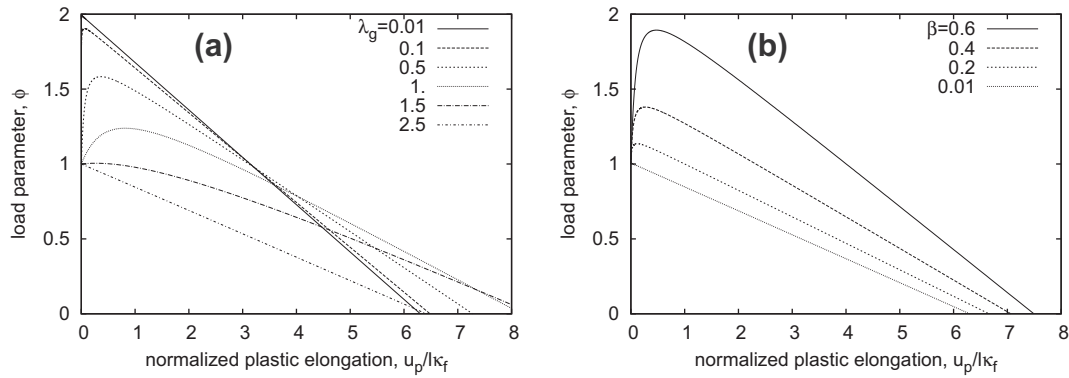 (a)
λg=0.01
0.1
0.5
1.
1.5
2.5
2
1.5
1
0.5
0
load parameter, ϕ
0 1 2 3 4 5 6 7 8
normalized plastic elongation, up/lκf
(b)
β=0.6
0.4
0.2
0.01
2
1.5
1
0.5
0
load parameter, ϕ
0 1 2 3 4 5 6 7 8
normalized plastic elongation, up/lκf